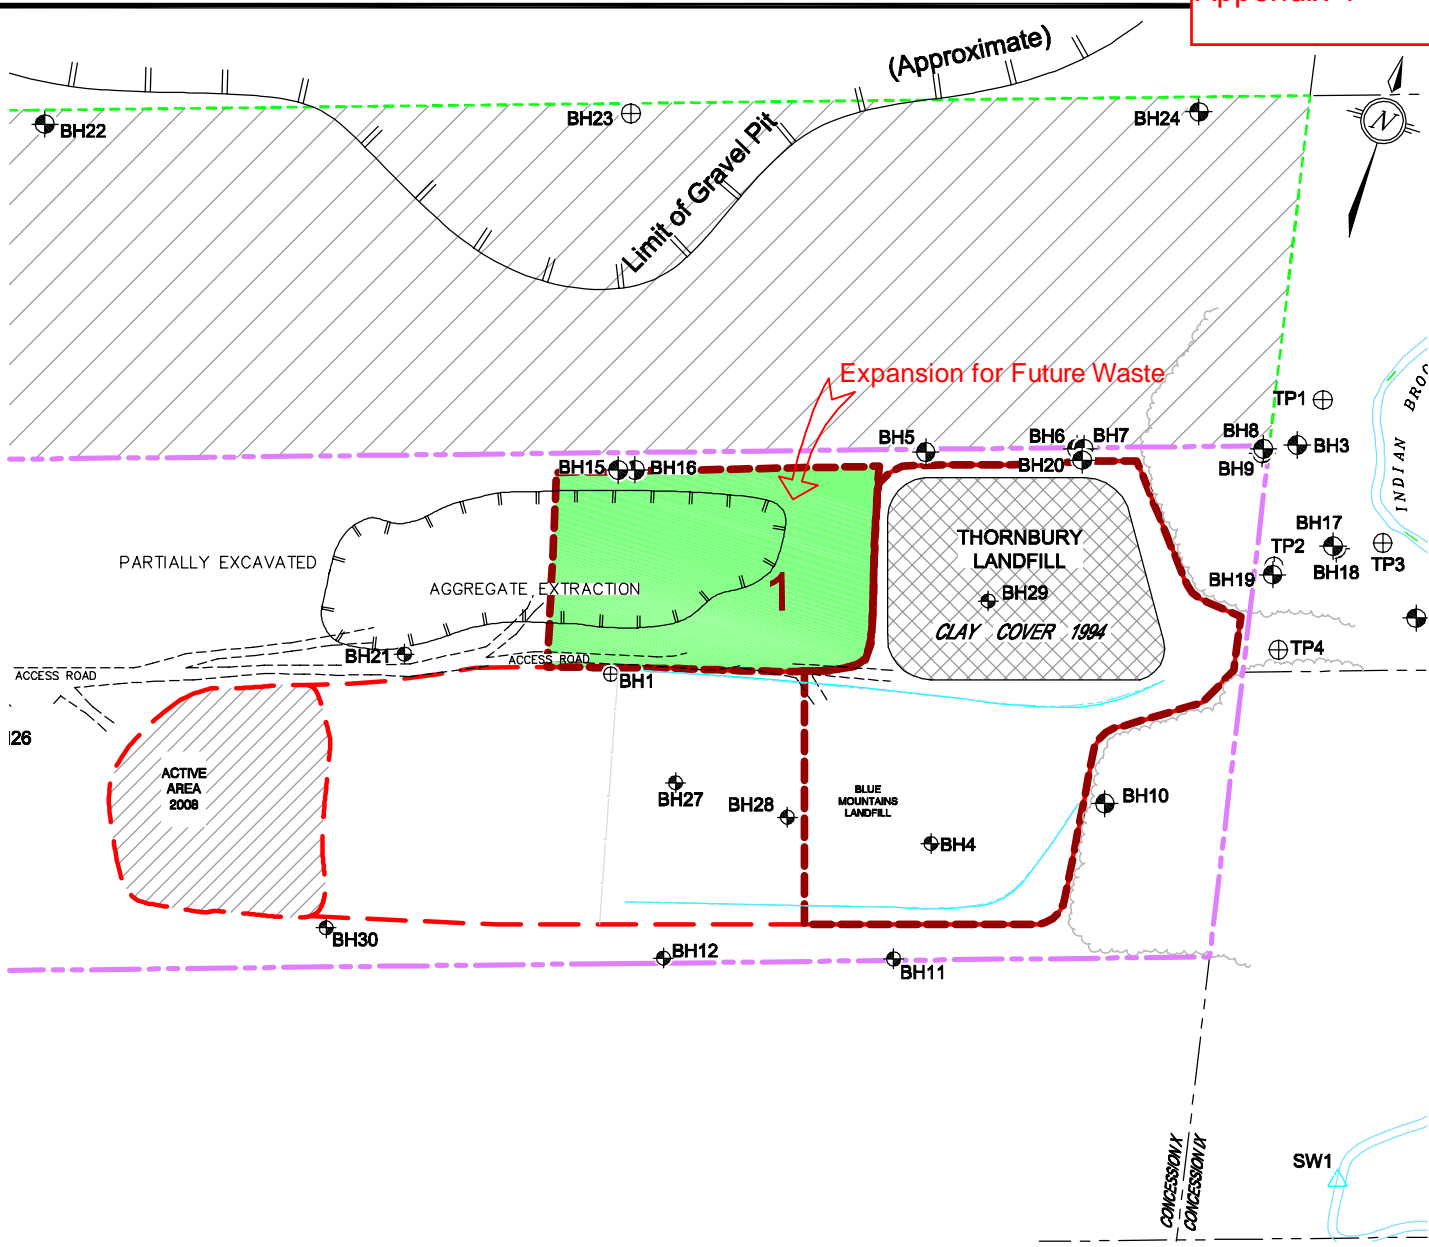 (Approximate)
BH22
BH23
BH24
N
Limit of Gravel Pit
Expansion for Future Waste
TP1
INDIAN
BH5
BH6
BH7
BH8
BH3
BH20
BH9
BH15
BH16
THORNBURY
LANDFILL
BH17
TP2
TP3
BH18
PARTIALLY EXCAVATED
AGGREGATE EXTRACTION
1
BH29
BH19
CLAY COVER 1994
BH21
ACCESS ROAD
TP4
ACCESS ROAD
BH1
ACTIVE
AREA
2008
BH27
BH28
BLUE
MOUNTAINS
LANDFILL
BH10
BH4
BH30
BH12
BH11
CONCESSION X
CONCESSION IX
SW1